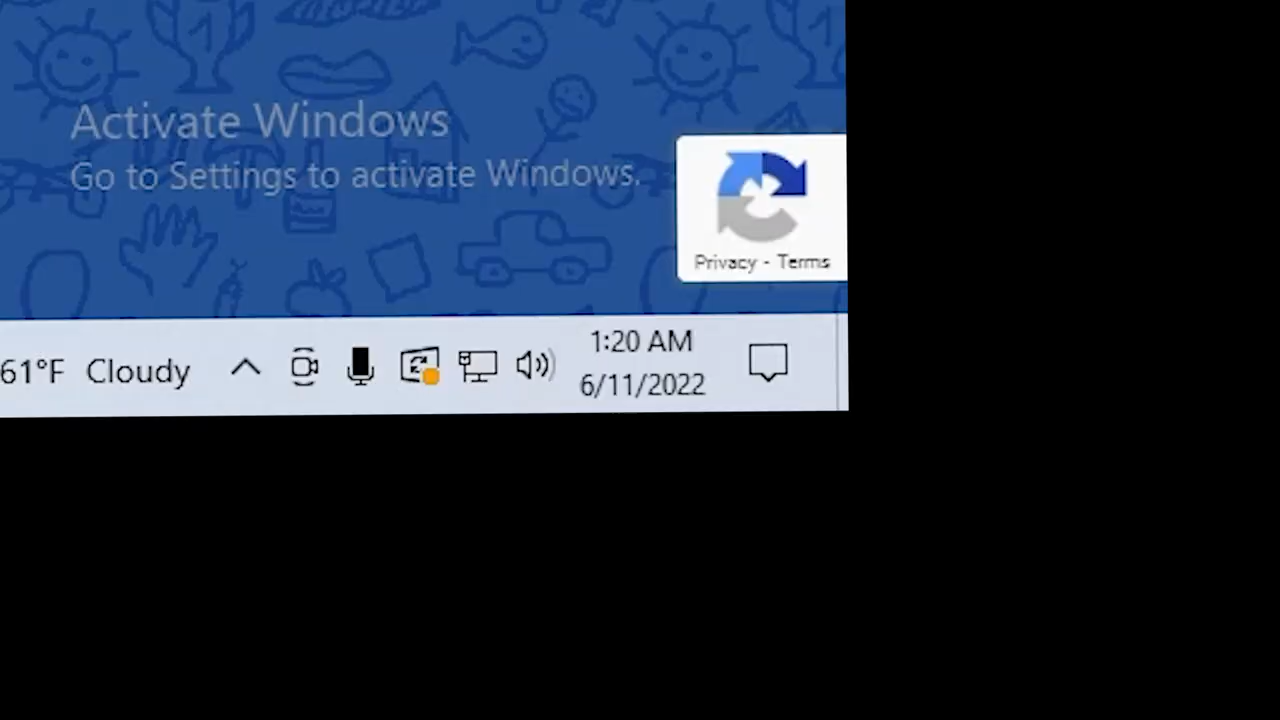 Activate Windows
Go to Settings to activate Windows.
Privacy - Terms
61°F Cloudy
1:20 AM
6/11/2022